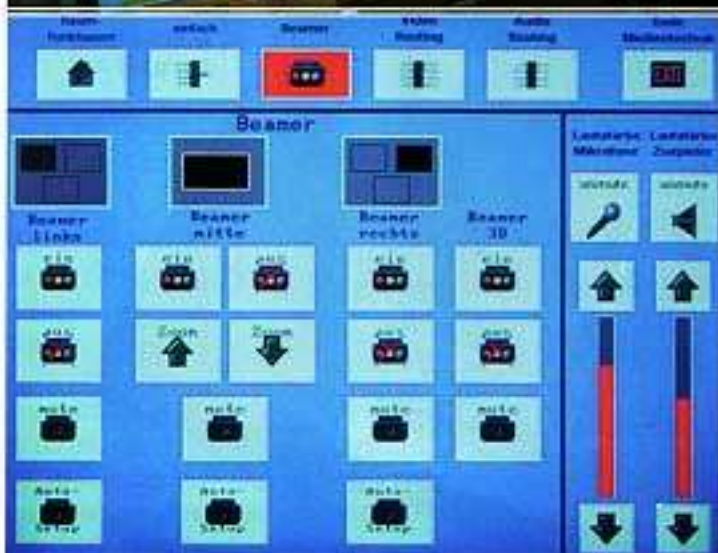 Raum-
funktionen
einfach
Beamer
Video
Routing
Audio
Routing
Medientechnik
Beamer
Lautstärke
Mikrofone
Lautstärke
Zuspieler
Beamer
links
Beamer
mitte
Beamer
rechts
Beamer
3D
ein
ein
aus
ein
ein
aus
Zoom
Zoom
aus
aus
mute
mute
mute
mute
Auto-
Setup
Auto-
Setup
Auto-
Setup